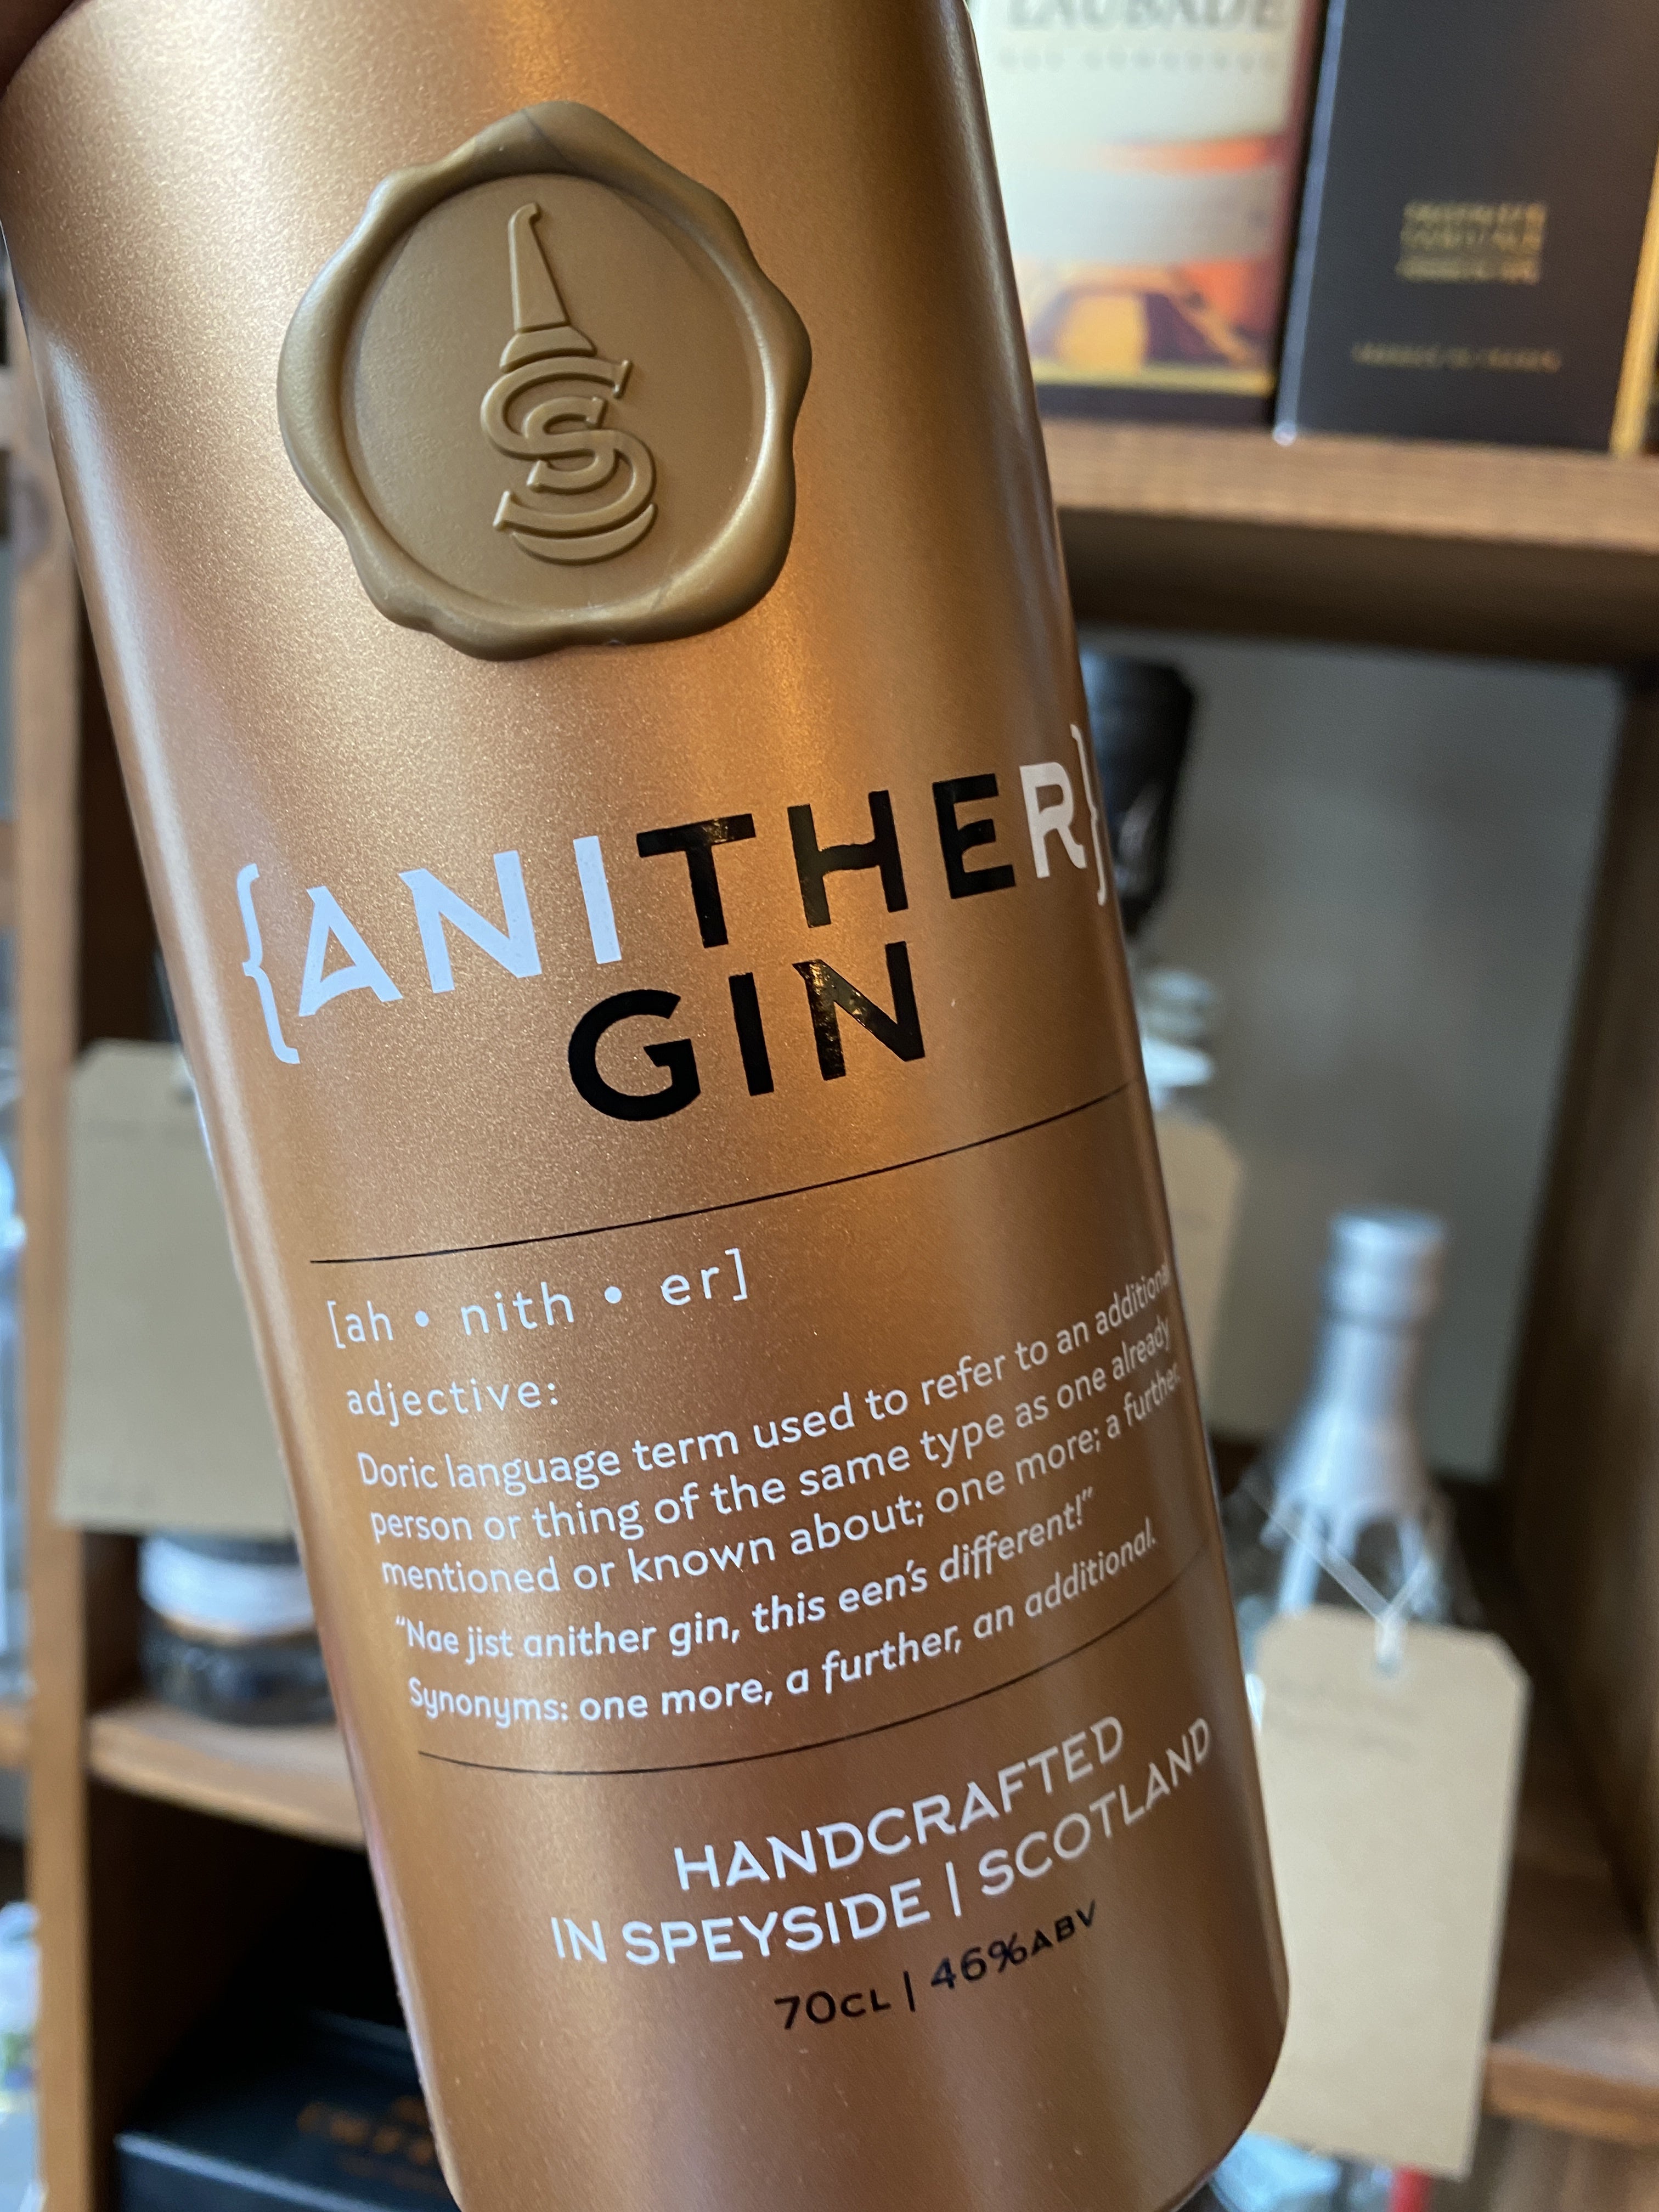 {ANITHER}
GIN
[ah • nith • er]
adjective:
Doric language term used to refer to an additional
person or thing of the same type as one already
mentioned or known about; one more; a further.
“Nae jist anither gin, this een’s different!”
Synonyms: one more, a further, an additional.
HANDCRAFTED
IN SPEYSIDE | SCOTLAND
70CL | 46%ABV
LAUBADE